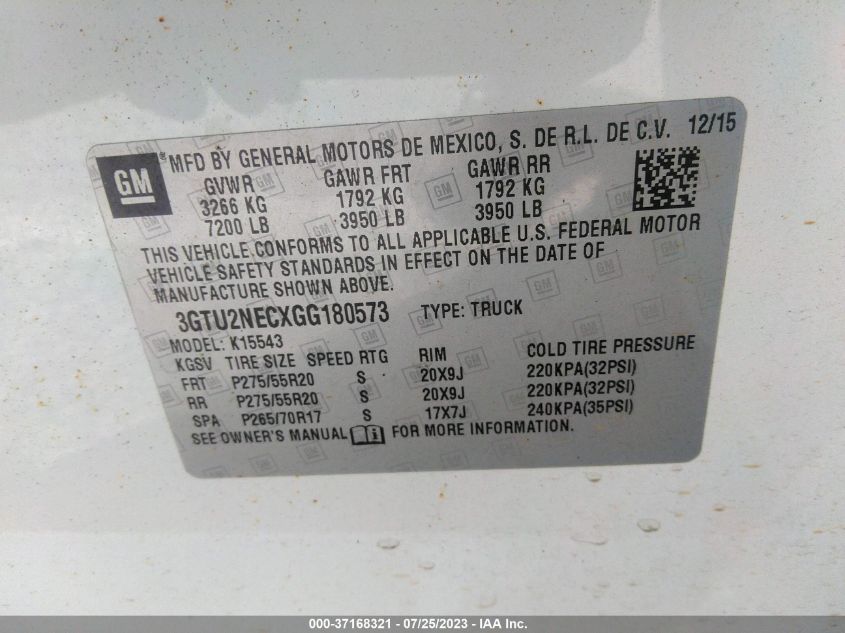 GM
MFD BY GENERAL MOTORS DE MEXICO, S. DE R.L. DE C.V. 12/15
GVWR GAWR FRT GAWR RR
3266 KG 1792 KG 1792 KG
7200 LB 3950 LB 3950 LB
THIS VEHICLE CONFORMS TO ALL APPLICABLE U.S. FEDERAL MOTOR
VEHICLE SAFETY STANDARDS IN EFFECT ON THE DATE OF
MANUFACTURE SHOWN ABOVE.
3GTU2NECXGG180573 TYPE: TRUCK
MODEL: K15543
KGSV TIRE SIZE SPEED RTG RIM COLD TIRE PRESSURE
FRT P275/55R20 S 20X9J 220KPA(32PSI)
RR P275/55R20 S 20X9J 220KPA(32PSI)
SPA P265/70R17 S 17X7J 240KPA(35PSI)
SEE OWNER'S MANUAL FOR MORE INFORMATION.
000-37168321 - 07/25/2023 - IAA Inc.